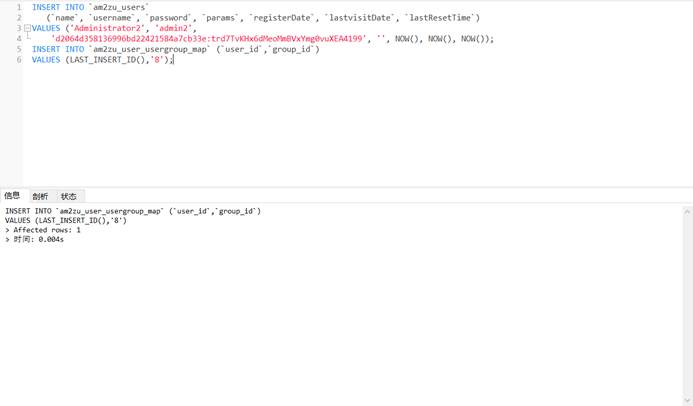 1 INSERT INTO `am2zu_users`
2 (`name`, `username`, `password`, `params`, `registerDate`, `lastvisitDate`, `lastResetTime`)
3 VALUES ('Administrator2', 'admin2',
4 'd2064d358136996bd22421584a7cb33e:trd7TvKHx6dMeoMmBVxYmg0vuXEA4199', '', NOW(), NOW(), NOW());
5 INSERT INTO `am2zu_user_usergroup_map` (`user_id`,`group_id`)
6 VALUES (LAST_INSERT_ID(),'8');
信息 剖析 状态
INSERT INTO `am2zu_user_usergroup_map` (`user_id`,`group_id`)
VALUES (LAST_INSERT_ID(),'8')
> Affected rows: 1
> 时间: 0.004s